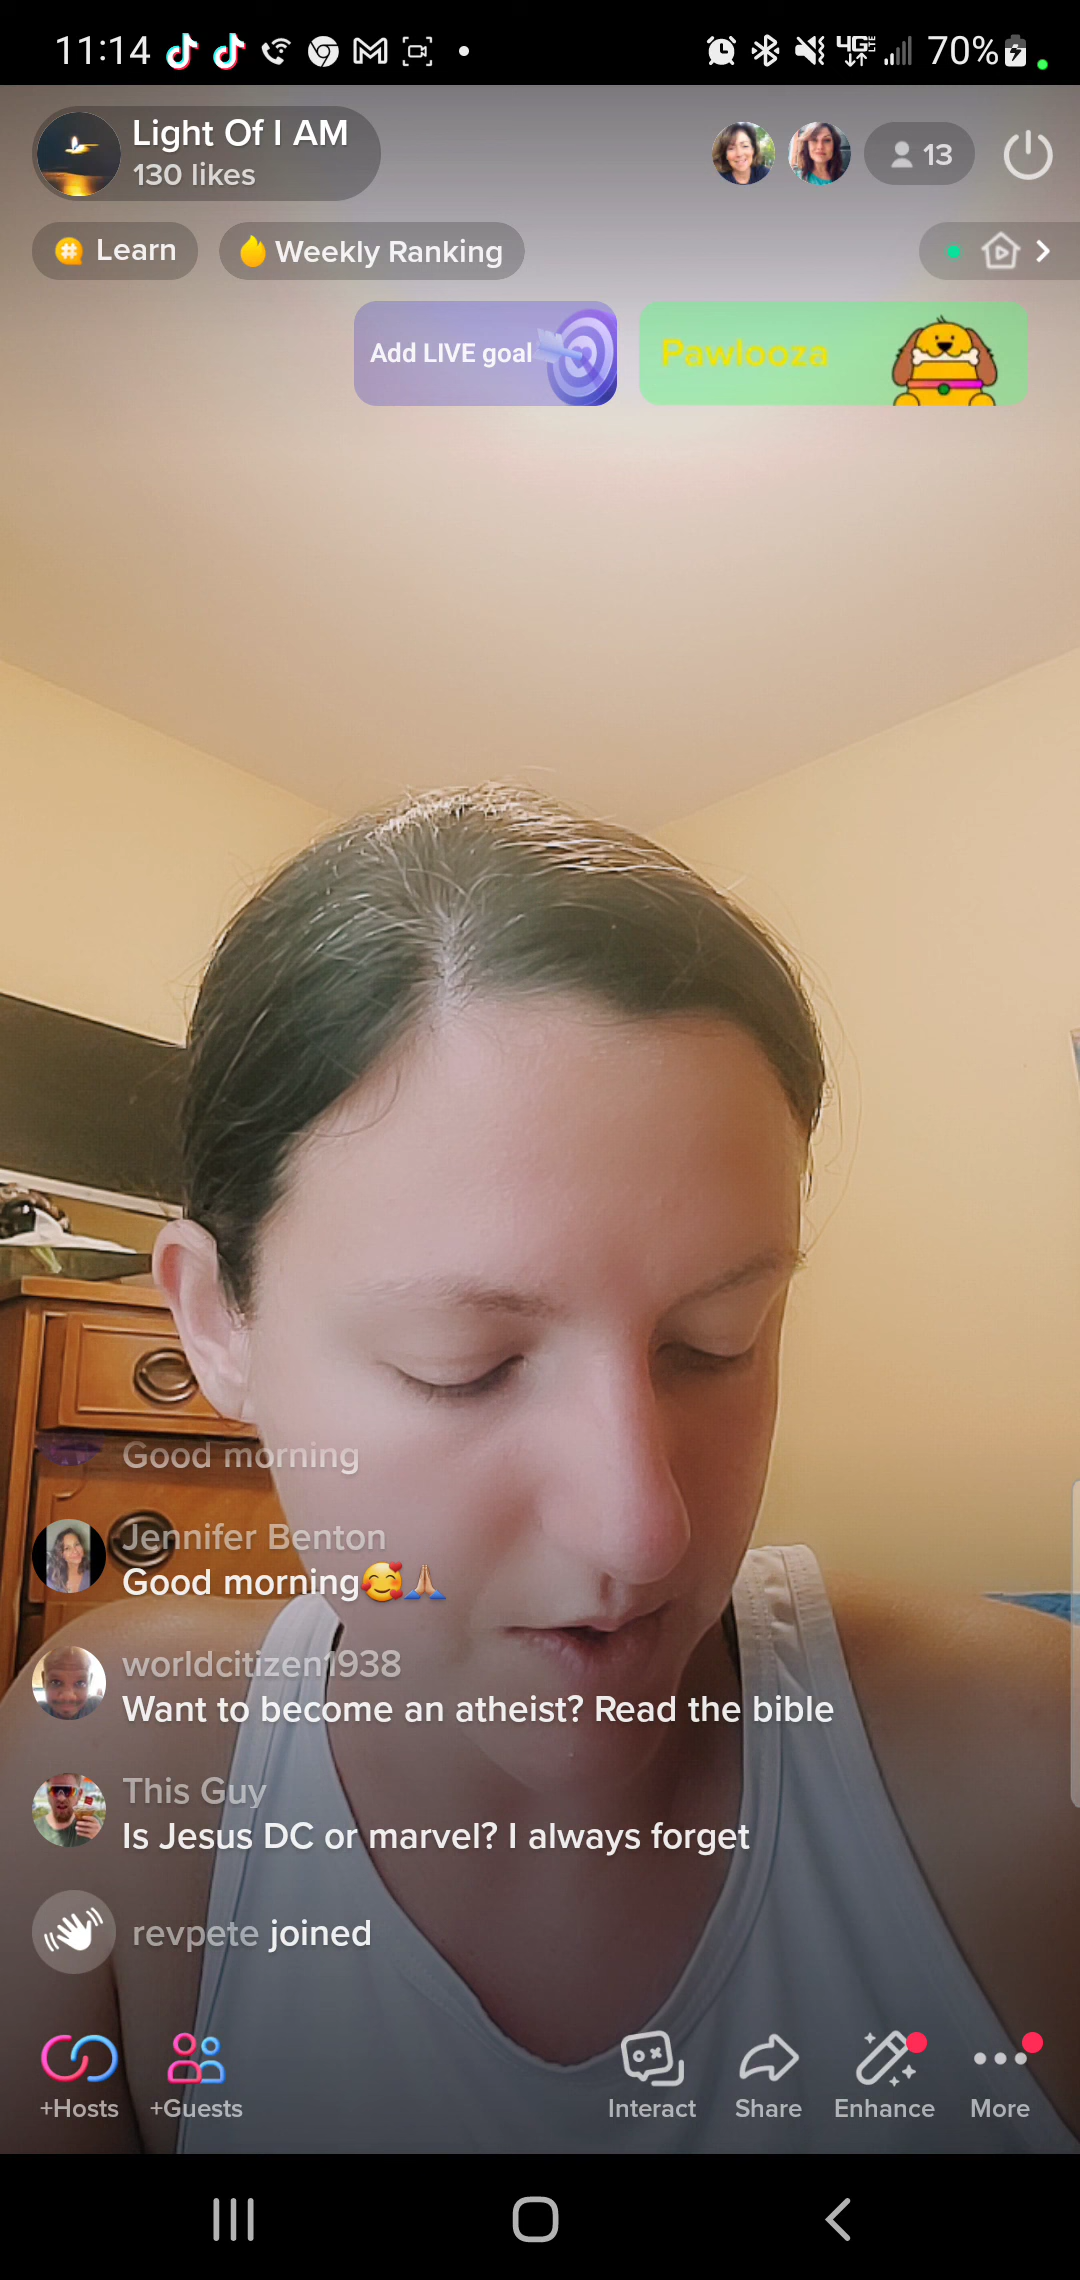 11:14
4G LTE
70%
Light Of I AM
130 likes
13
Learn
Weekly Ranking
Add LIVE goal
Pawlooza
Good morning
Jennifer Benton
Good morning🥰🙏🏽
worldcitizen1938
Want to become an atheist? Read the bible
This Guy
Is Jesus DC or marvel? I always forget
revpete joined
+Hosts
+Guests
Interact
Share
Enhance
More